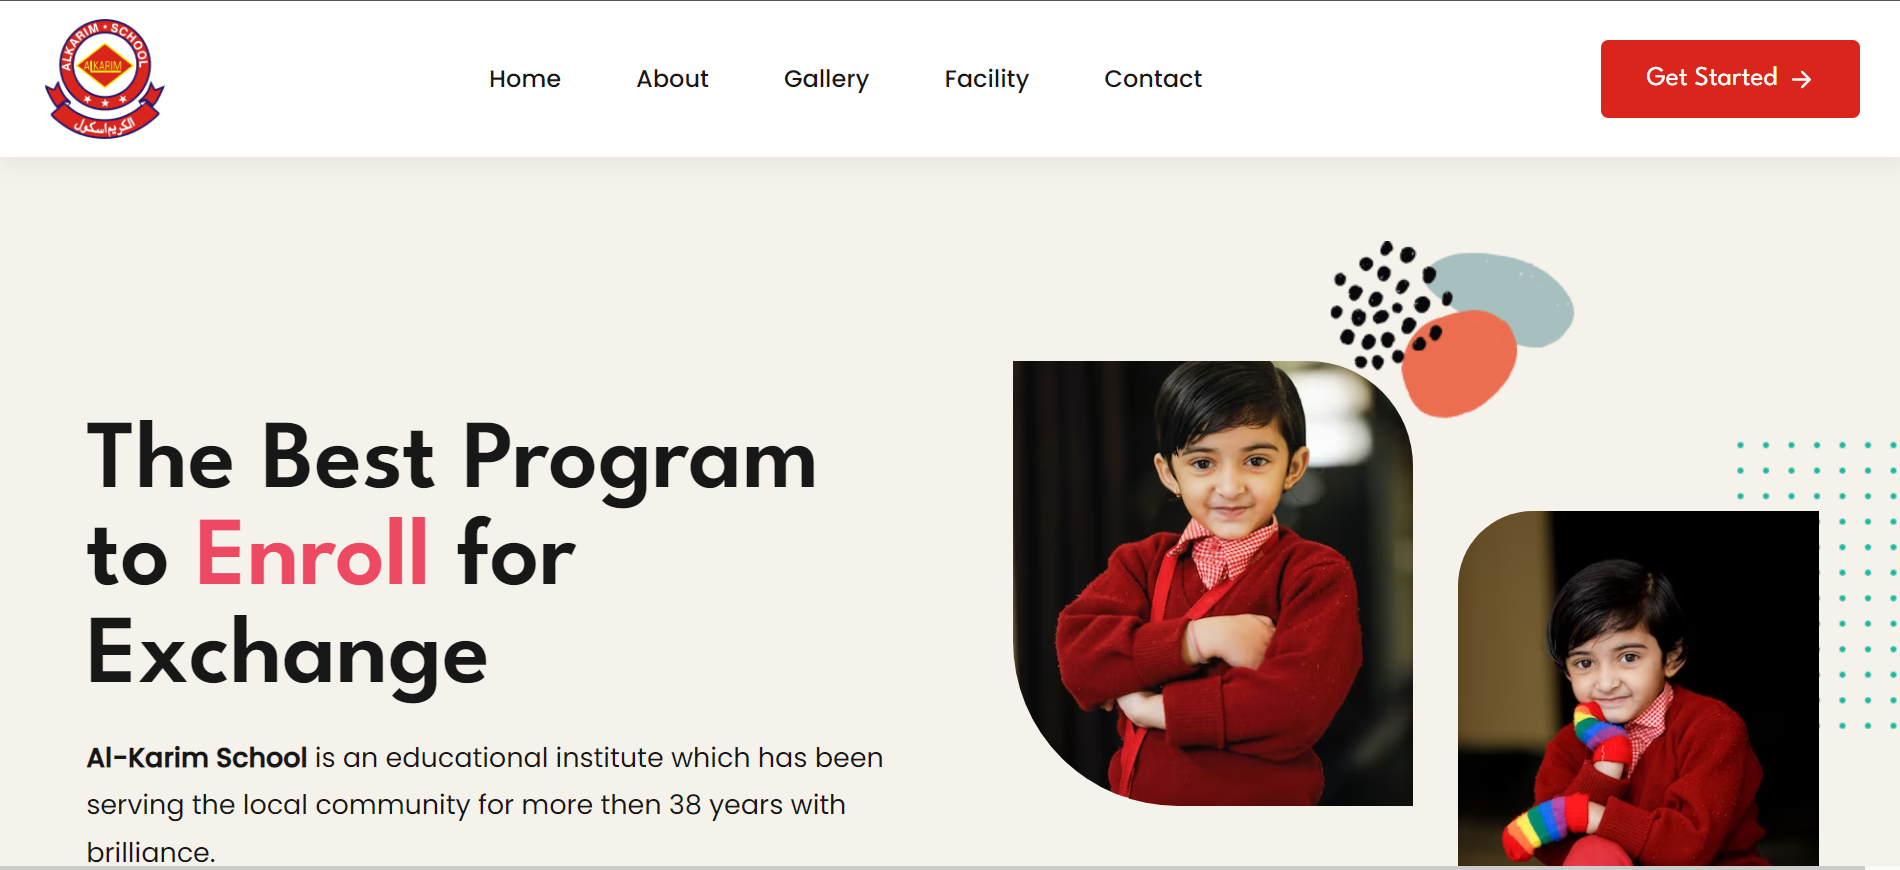 ALKARIM • SCHOOL
ALKARIM
الكريم اسكول
Home
About
Gallery
Facility
Contact
Get Started →
The Best Program
to Enroll for
Exchange
Al-Karim School is an educational institute which has been
serving the local community for more then 38 years with
brilliance.